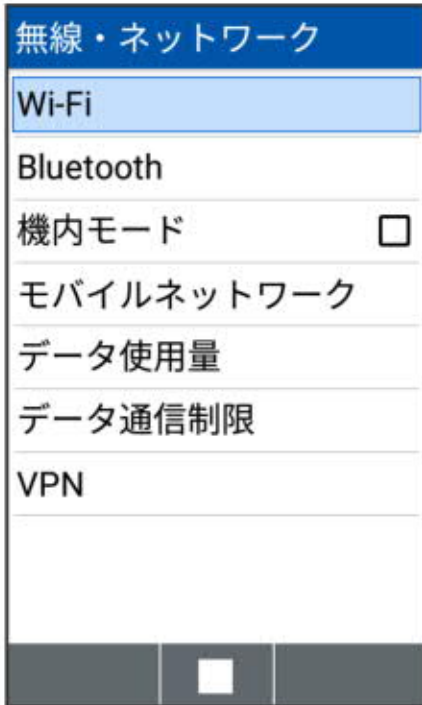 無線・ネットワーク
Wi-Fi
Bluetooth
機内モード
モバイルネットワーク
データ使用量
データ通信制限
VPN